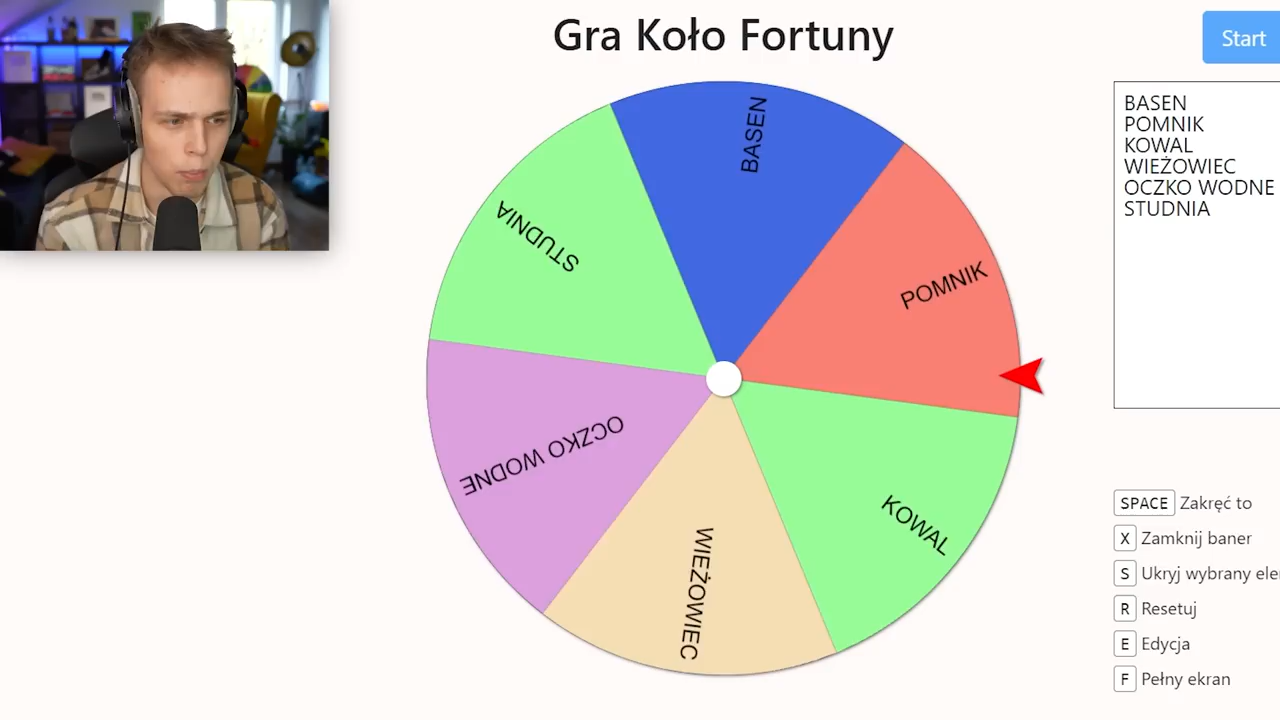 Gra Koło Fortuny
Start
BASEN
POMNIK
KOWAL
WIEŻOWIEC
OCZKO WODNE
STUDNIA
BASEN
POMNIK
KOWAL
WIEŻOWIEC
OCZKO WODNE
STUDNIA
SPACE Zakręć to
X Zamknij baner
S Ukryj wybrany ele
R Resetuj
E Edycja
F Pełny ekran